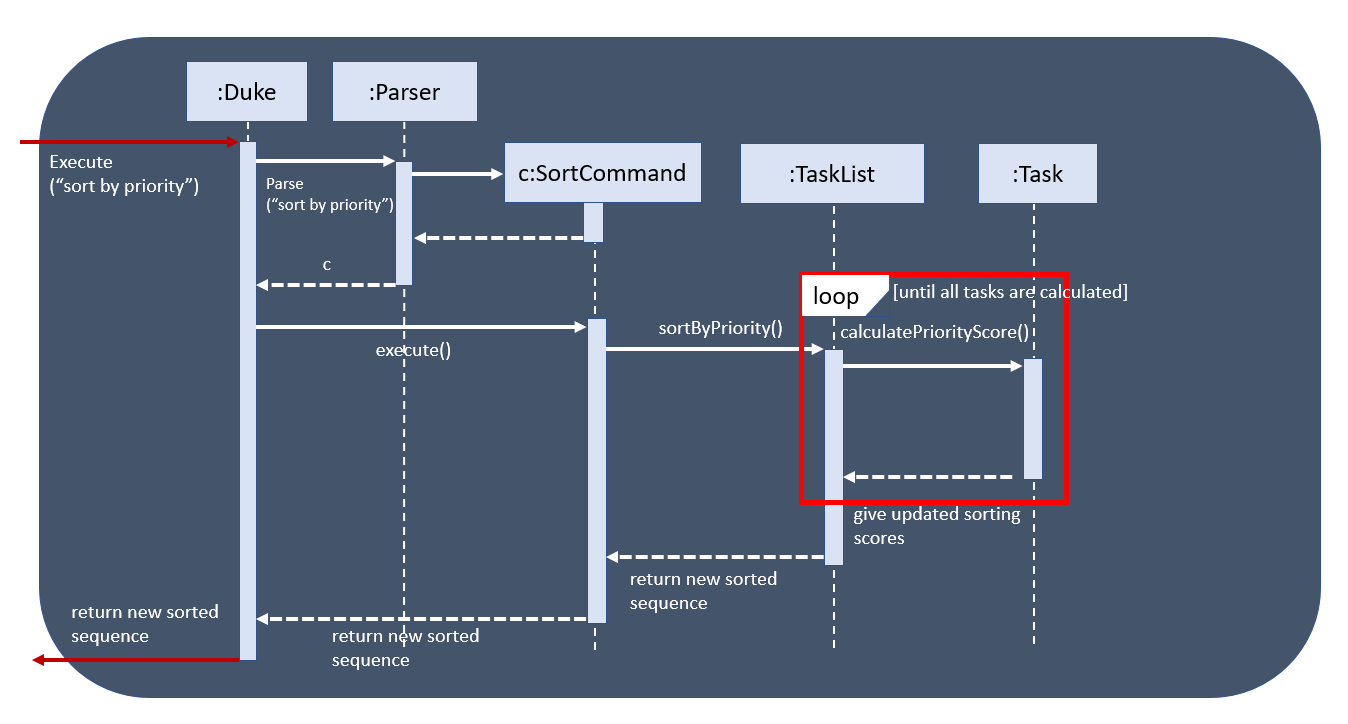 :Duke
:Parser
c:SortCommand
:TaskList
:Task
Execute
(“sort by priority”)
Parse
(“sort by priority”)
c
loop
[until all tasks are calculated]
execute()
sortByPriority()
calculatePriorityScore()
give updated sorting
scores
return new sorted
sequence
return new sorted
sequence
return new sorted
sequence